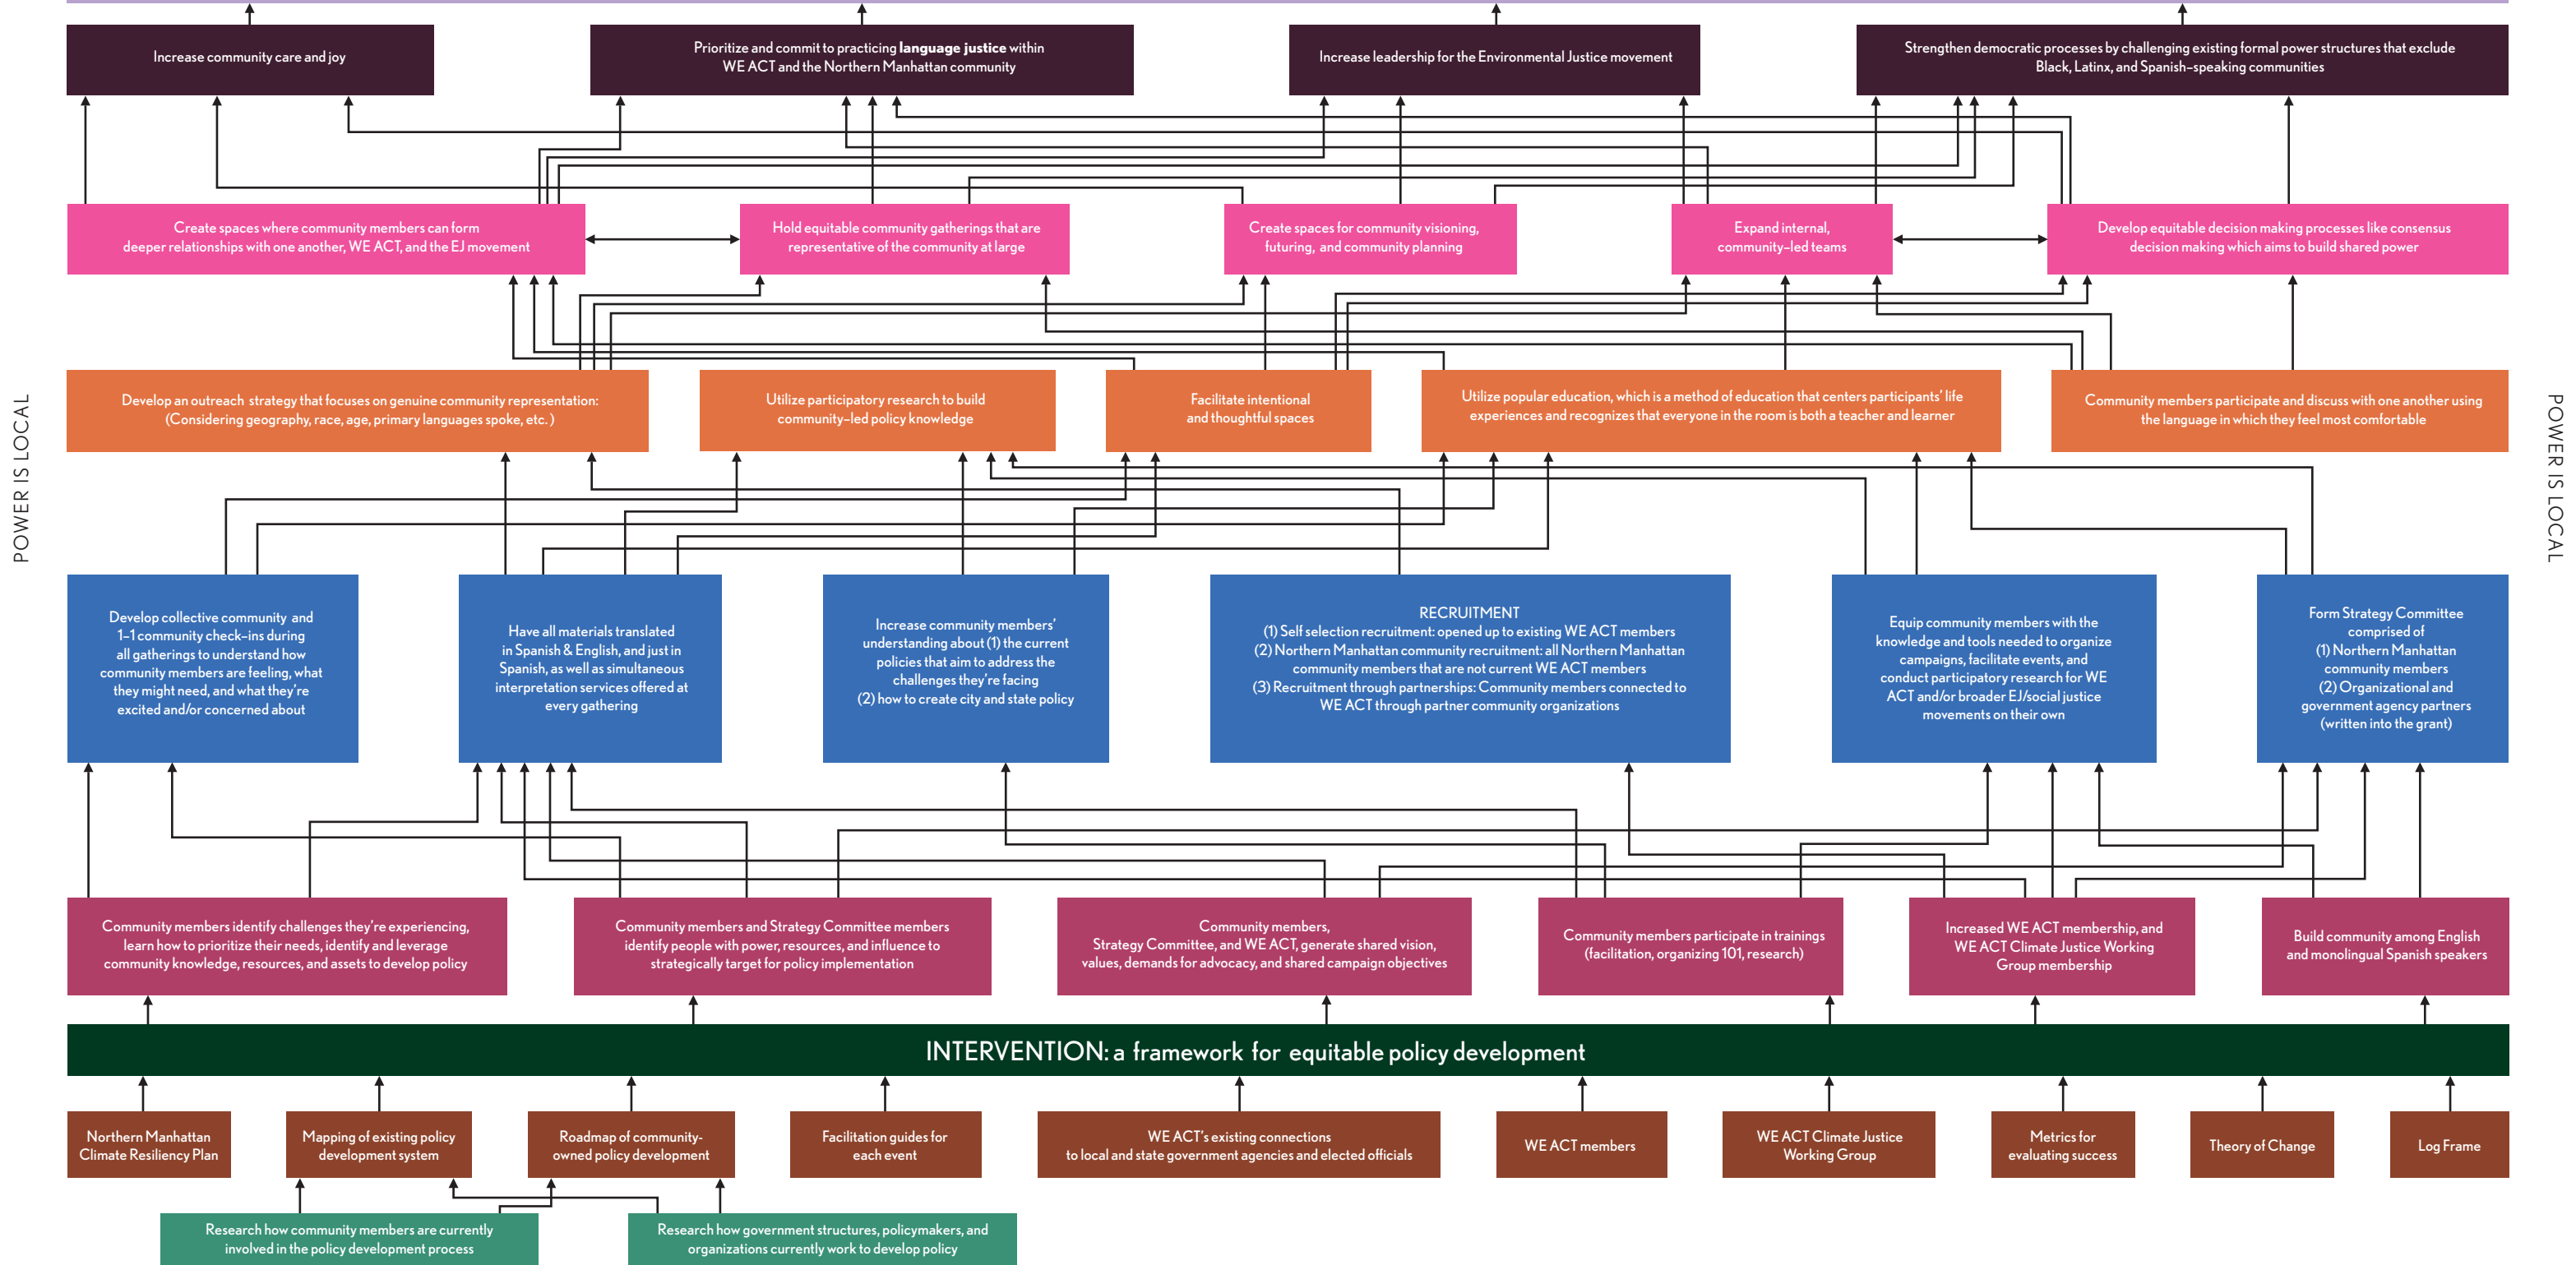 Increase community care and joy
Prioritize and commit to practicing language justice within
WE ACT and the Northern Manhattan community
Increase leadership for the Environmental Justice movement
Strengthen democratic processes by challenging existing formal power structures that exclude
Black, Latinx, and Spanish–speaking communities
Create spaces where community members can form
deeper relationships with one another, WE ACT, and the EJ movement
Hold equitable community gatherings that are
representative of the community at large
Create spaces for community visioning,
futuring, and community planning
Expand internal,
community–led teams
Develop equitable decision making processes like consensus
decision making which aims to build shared power
POWER IS LOCAL
POWER IS LOCAL
Develop an outreach strategy that focuses on genuine community representation:
(Considering geography, race, age, primary languages spoke, etc. )
Utilize participatory research to build
community–led policy knowledge
Facilitate intentional
and thoughtful spaces
Utilize popular education, which is a method of education that centers participants' life
experiences and recognizes that everyone in the room is both a teacher and learner
Community members participate and discuss with one another using
the language in which they feel most comfortable
Develop collective community and
1–1 community check–ins during
all gatherings to understand how
community members are feeling, what
they might need, and what they're
excited and/or concerned about
Have all materials translated
in Spanish & English, and just in
Spanish, as well as simultaneous
interpretation services offered at
every gathering
Increase community members'
understanding about (1) the current
policies that aim to address the
challenges they're facing
(2) how to create city and state policy
RECRUITMENT
(1) Self selection recruitment: opened up to existing WE ACT members
(2) Northern Manhattan community recruitment: all Northern Manhattan
community members that are not current WE ACT members
(3) Recruitment through partnerships: Community members connected to
WE ACT through partner community organizations
Equip community members with the
knowledge and tools needed to organize
campaigns, facilitate events, and
conduct participatory research for WE
ACT and/or broader EJ/social justice
movements on their own
Form Strategy Committee
comprised of
(1) Northern Manhattan
community members
(2) Organizational and
government agency partners
(written into the grant)
Community members identify challenges they're experiencing,
learn how to prioritize their needs, identify and leverage
community knowledge, resources, and assets to develop policy
Community members and Strategy Committee members
identify people with power, resources, and influence to
strategically target for policy implementation
Community members,
Strategy Committee, and WE ACT, generate shared vision,
values, demands for advocacy, and shared campaign objectives
Community members participate in trainings
(facilitation, organizing 101, research)
Increased WE ACT membership, and
WE ACT Climate Justice Working
Group membership
Build community among English
and monolingual Spanish speakers
INTERVENTION: a framework for equitable policy development
Northern Manhattan
Climate Resiliency Plan
Mapping of existing policy
development system
Roadmap of community-
owned policy development
Facilitation guides for
each event
WE ACT's existing connections
to local and state government agencies and elected officials
WE ACT members
WE ACT Climate Justice
Working Group
Metrics for
evaluating success
Theory of Change
Log Frame
Research how community members are currently
involved in the policy development process
Research how government structures, policymakers, and
organizations currently work to develop policy